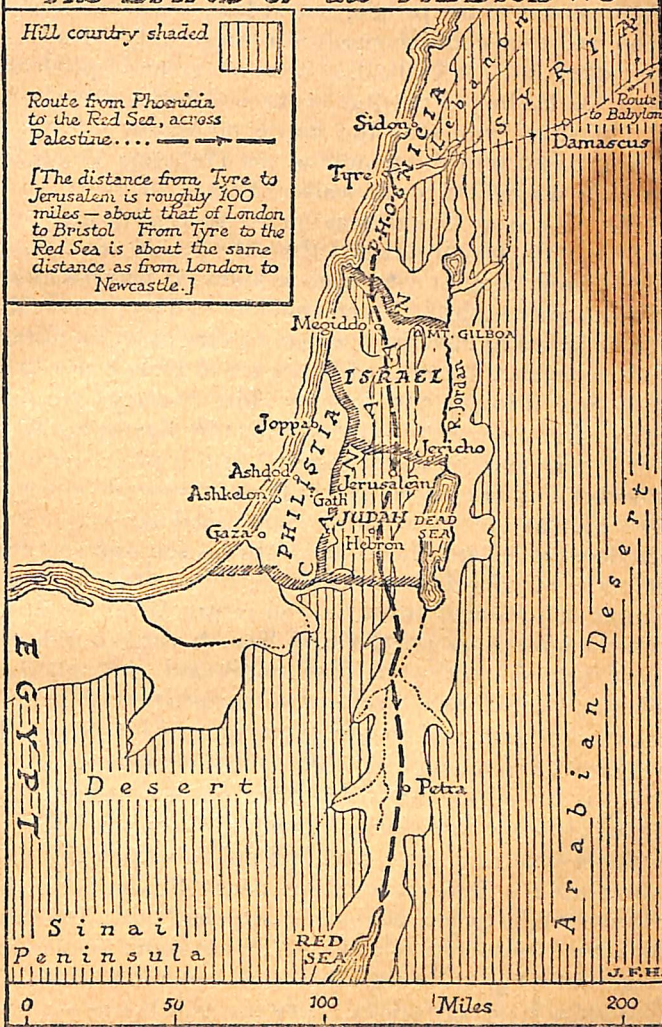 Hill country shaded
Route from Phoenicia
to the Red Sea, across
Palestine....
[The distance from Tyre to
Jerusalem is roughly 100
miles — about that of London
to Bristol From Tyre to the
Red Sea is about the same
distance as from London to
Newcastle.]
Lebanon
SYRIA
PHOENICIA
Sidon
Route
to Babylon
Damascus
Tyre
Megiddo
MT. GILBOA
ISRAEL
R. Jordan
CANAAN
Joppa
PHILISTIA
Jericho
Ashdod
Jerusalem
Ashkelon
Gath
JUDAH
DEAD
SEA
Gaza
Hebron
EGYPT
Desert
Petra
Arabian Desert
Sinai
Peninsula
RED
SEA
J.F.H.
0 50 100 Miles 200